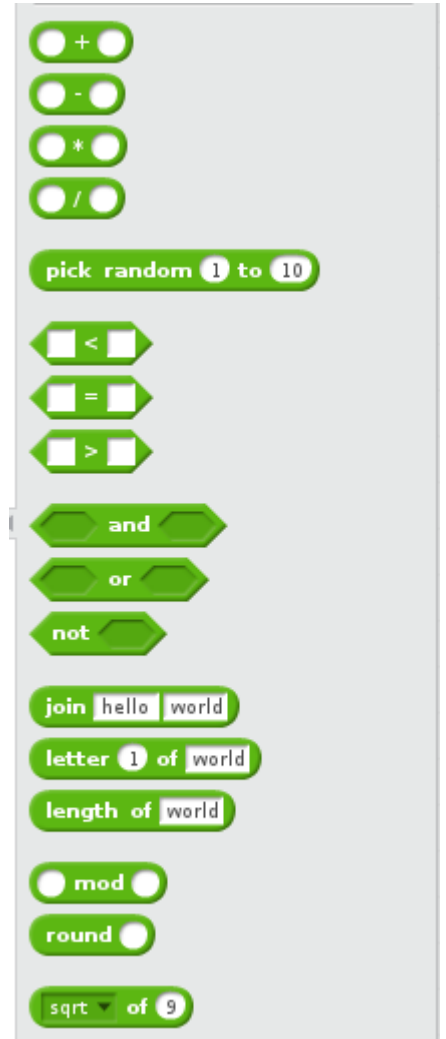 +
-
*
/
pick random 1 to 10
<
=
>
and
or
not
join hello world
letter 1 of world
length of world
mod
round
sqrt of 9